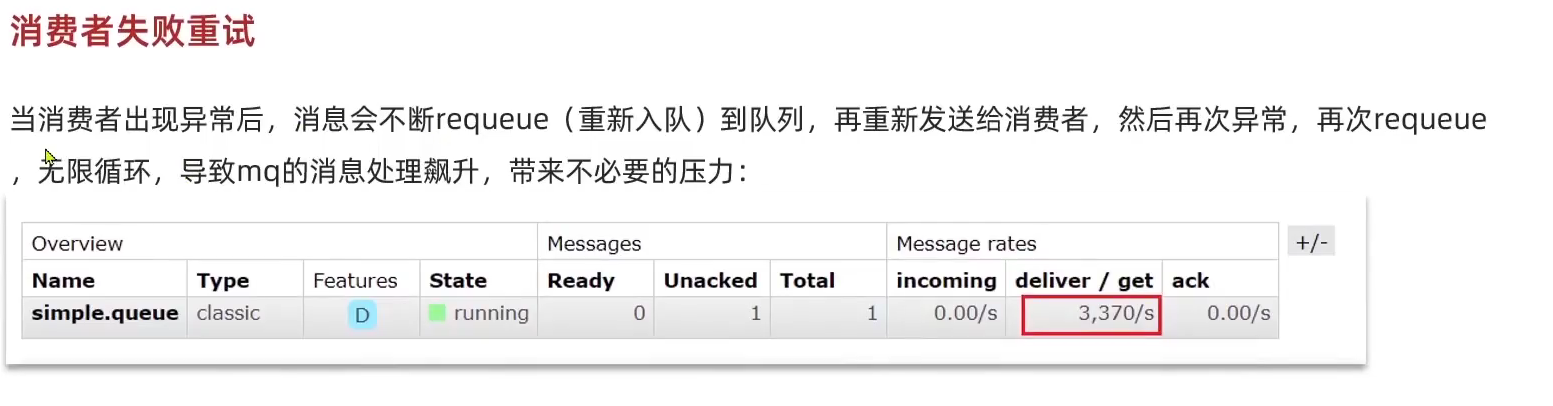 消费者失败重试
当消费者出现异常后，消息会不断requeue（重新入队）到队列，再重新发送给消费者，然后再次异常，再次requeue
，无限循环，导致mq的消息处理飙升，带来不必要的压力：
Overview Messages Message rates +/-
Name Type Features State Ready Unacked Total incoming deliver / get ack
simple.queue classic D running 0 1 1 0.00/s 3,370/s 0.00/s